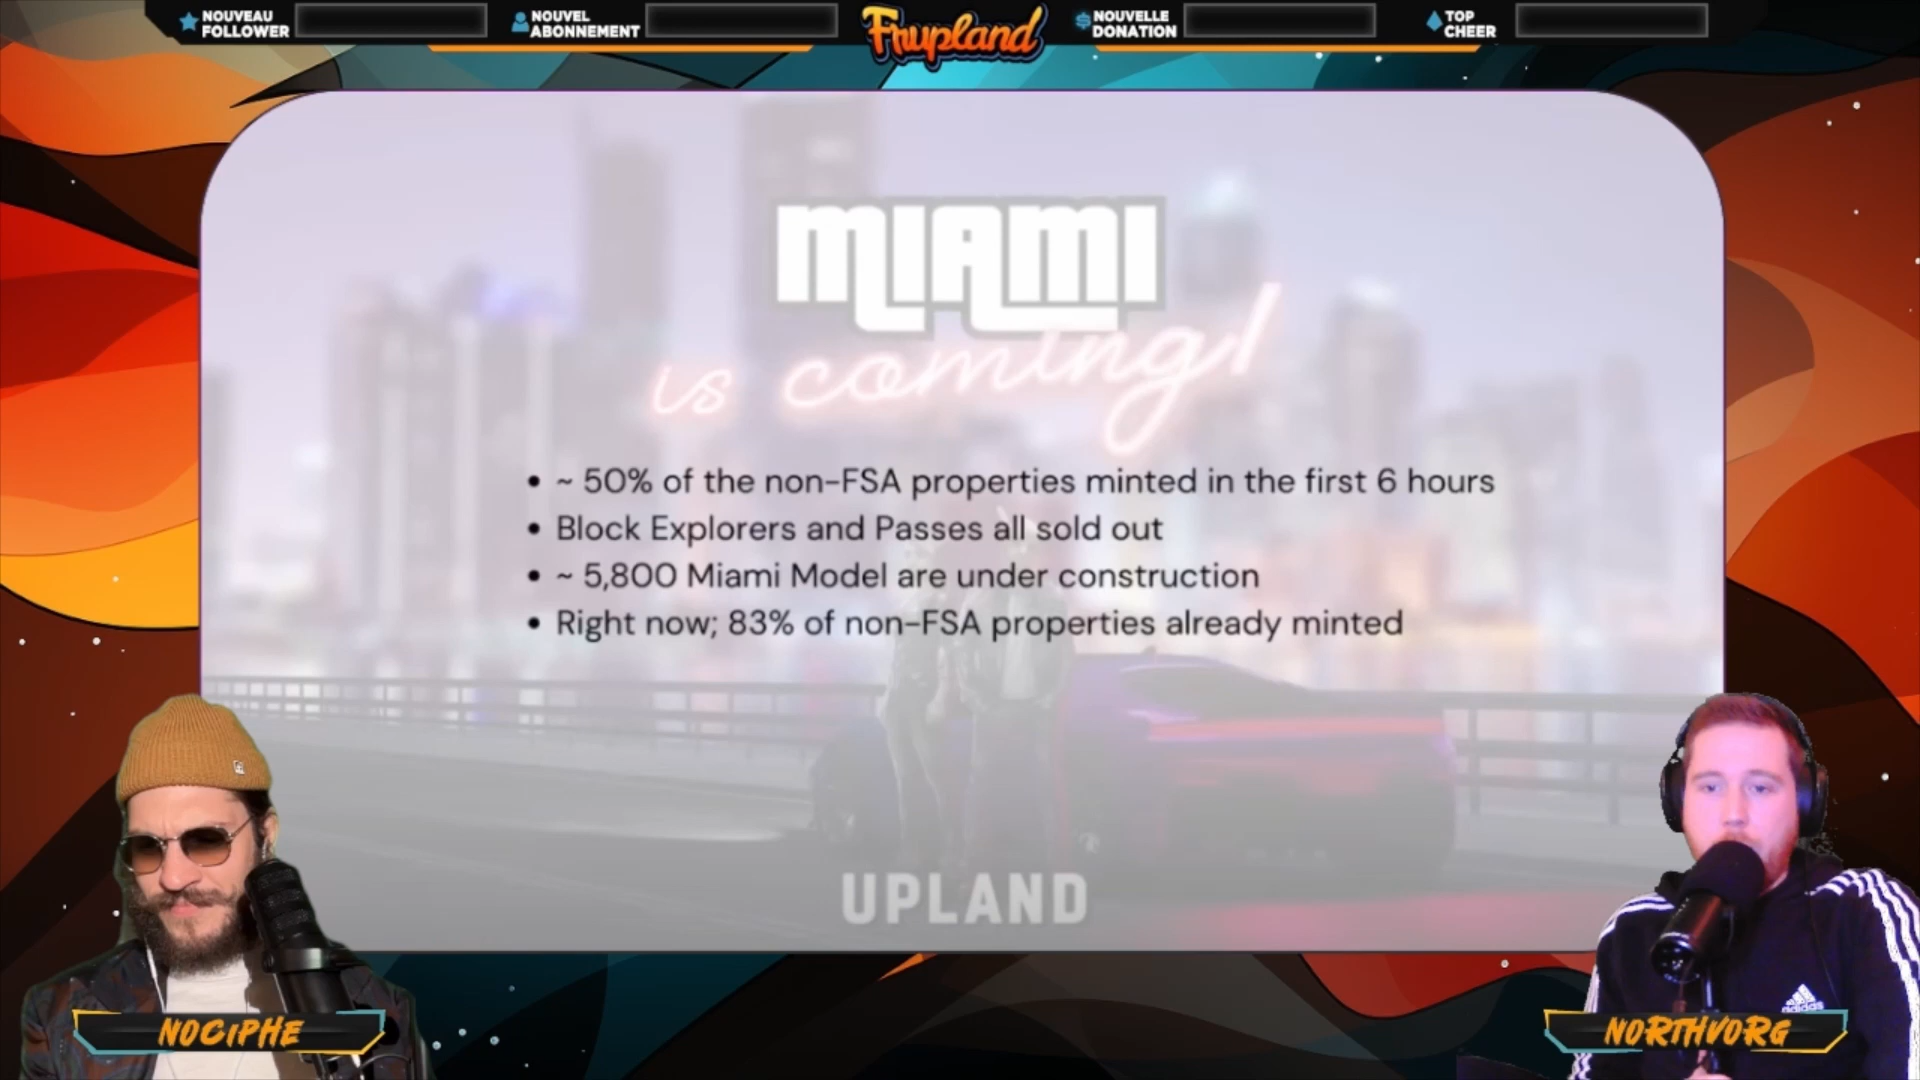 NOUVEAU
FOLLOWER
NOUVEL
ABONNEMENT
Frupland
NOUVELLE
DONATION
TOP
CHEER
MIAMI
is coming!
• ~ 50% of the non-FSA properties minted in the first 6 hours
• Block Explorers and Passes all sold out
• ~ 5,800 Miami Model are under construction
• Right now; 83% of non-FSA properties already minted
UPLAND
adidas
NOCiPHE
NORTHVORG